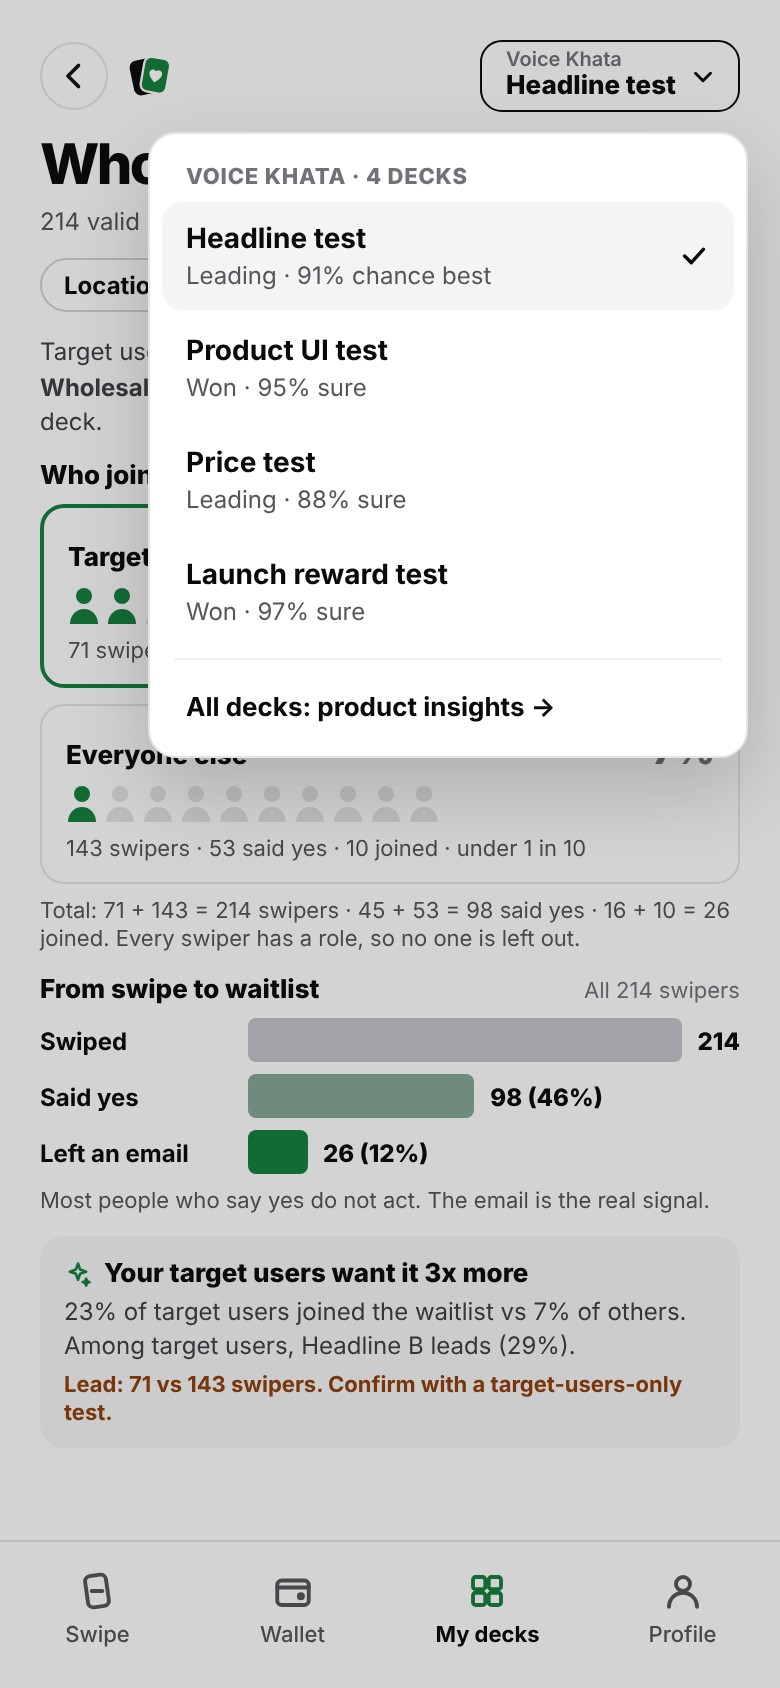 Voice Khata
Headline test
Who
214 valid
VOICE KHATA · 4 DECKS
Headline test
Leading · 91% chance best
Product UI test
Won · 95% sure
Price test
Leading · 88% sure
Launch reward test
Won · 97% sure
All decks: product insights →
Target
Who
deck.
71
Everyone else
143 swipers · 53 said yes · 10 joined · under 1 in 10
Total: 71 + 143 = 214 swipers · 45 + 53 = 98 said yes · 16 + 10 = 26
joined. Every swiper has a role, so no one is left out.
From swipe to waitlist
All 214 swipers
Swiped
214
Said yes
98 (46%)
Left an email
26 (12%)
Most people who say yes do not act. The email is the real signal.
Your target users want it 3x more
23% of target users joined the waitlist vs 7% of others.
Among target users, Headline B leads (29%).
Lead: 71 vs 143 swipers. Confirm with a target-users-only
test.
Swipe
Wallet
My decks
Profile